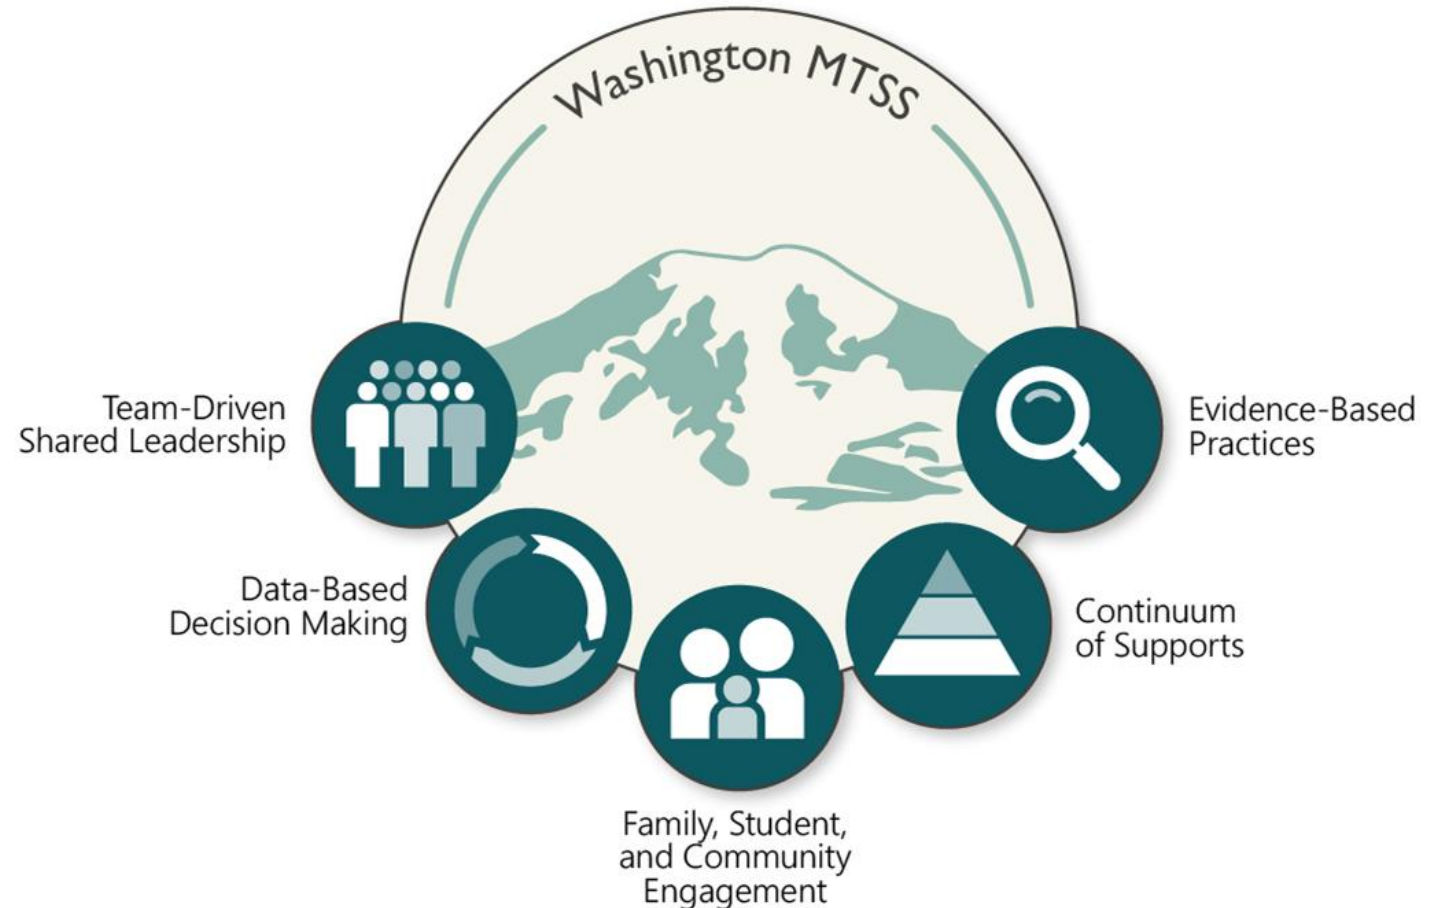 Washington MTSS
Team-Driven
Shared Leadership
Evidence-Based
Practices
Data-Based
Decision Making
Continuum
of Supports
Family, Student,
and Community
Engagement